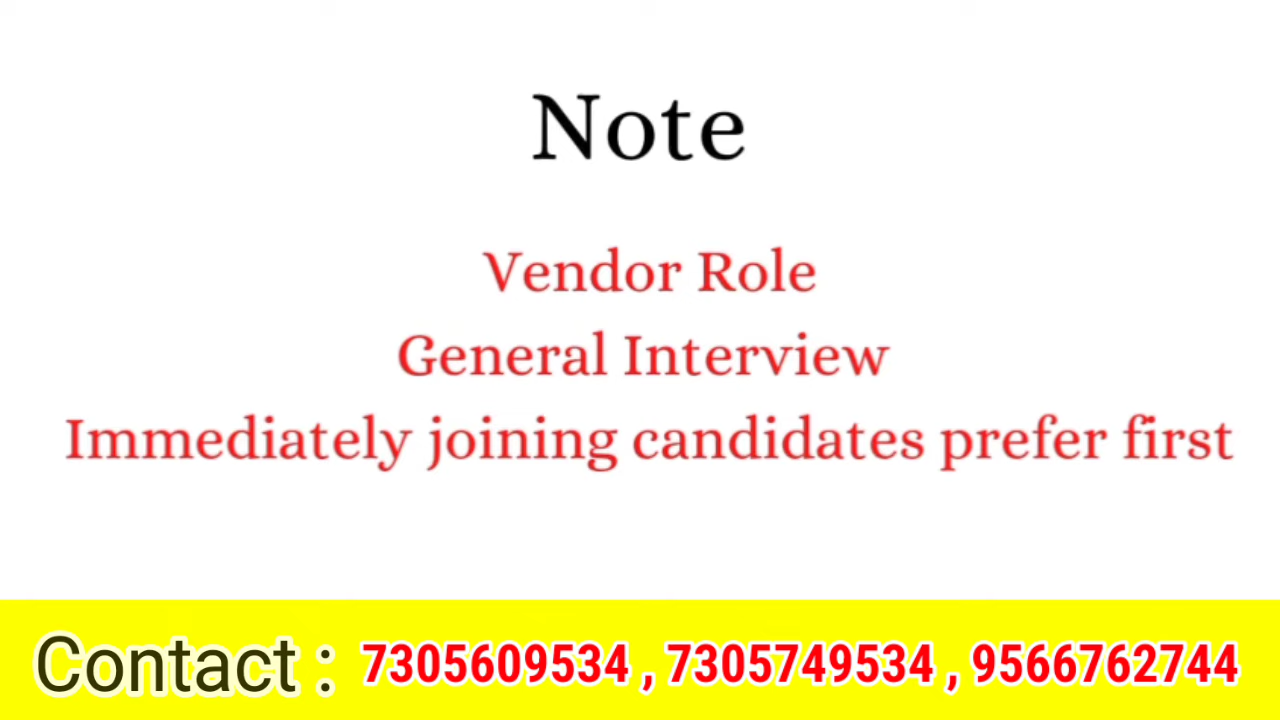 Note
Vendor Role
General Interview
Immediately joining candidates prefer first
Contact : 7305609534 , 7305749534 , 9566762744